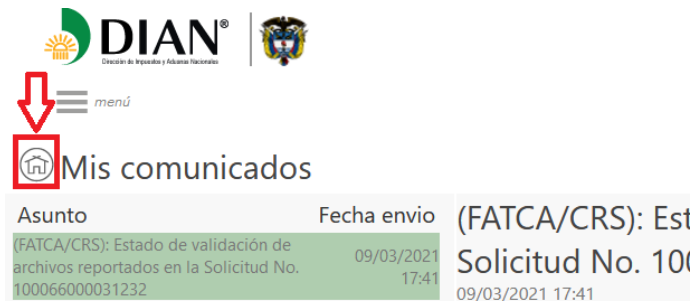 DIAN®
Dirección de Impuestos y Aduanas Nacionales
menú
Mis comunicados
Asunto Fecha envio
(FATCA/CRS): Estado de validación de
archivos reportados en la Solicitud No.
100066000031232
09/03/2021
17:41
(FATCA/CRS): Est
Solicitud No. 100
09/03/2021 17:41